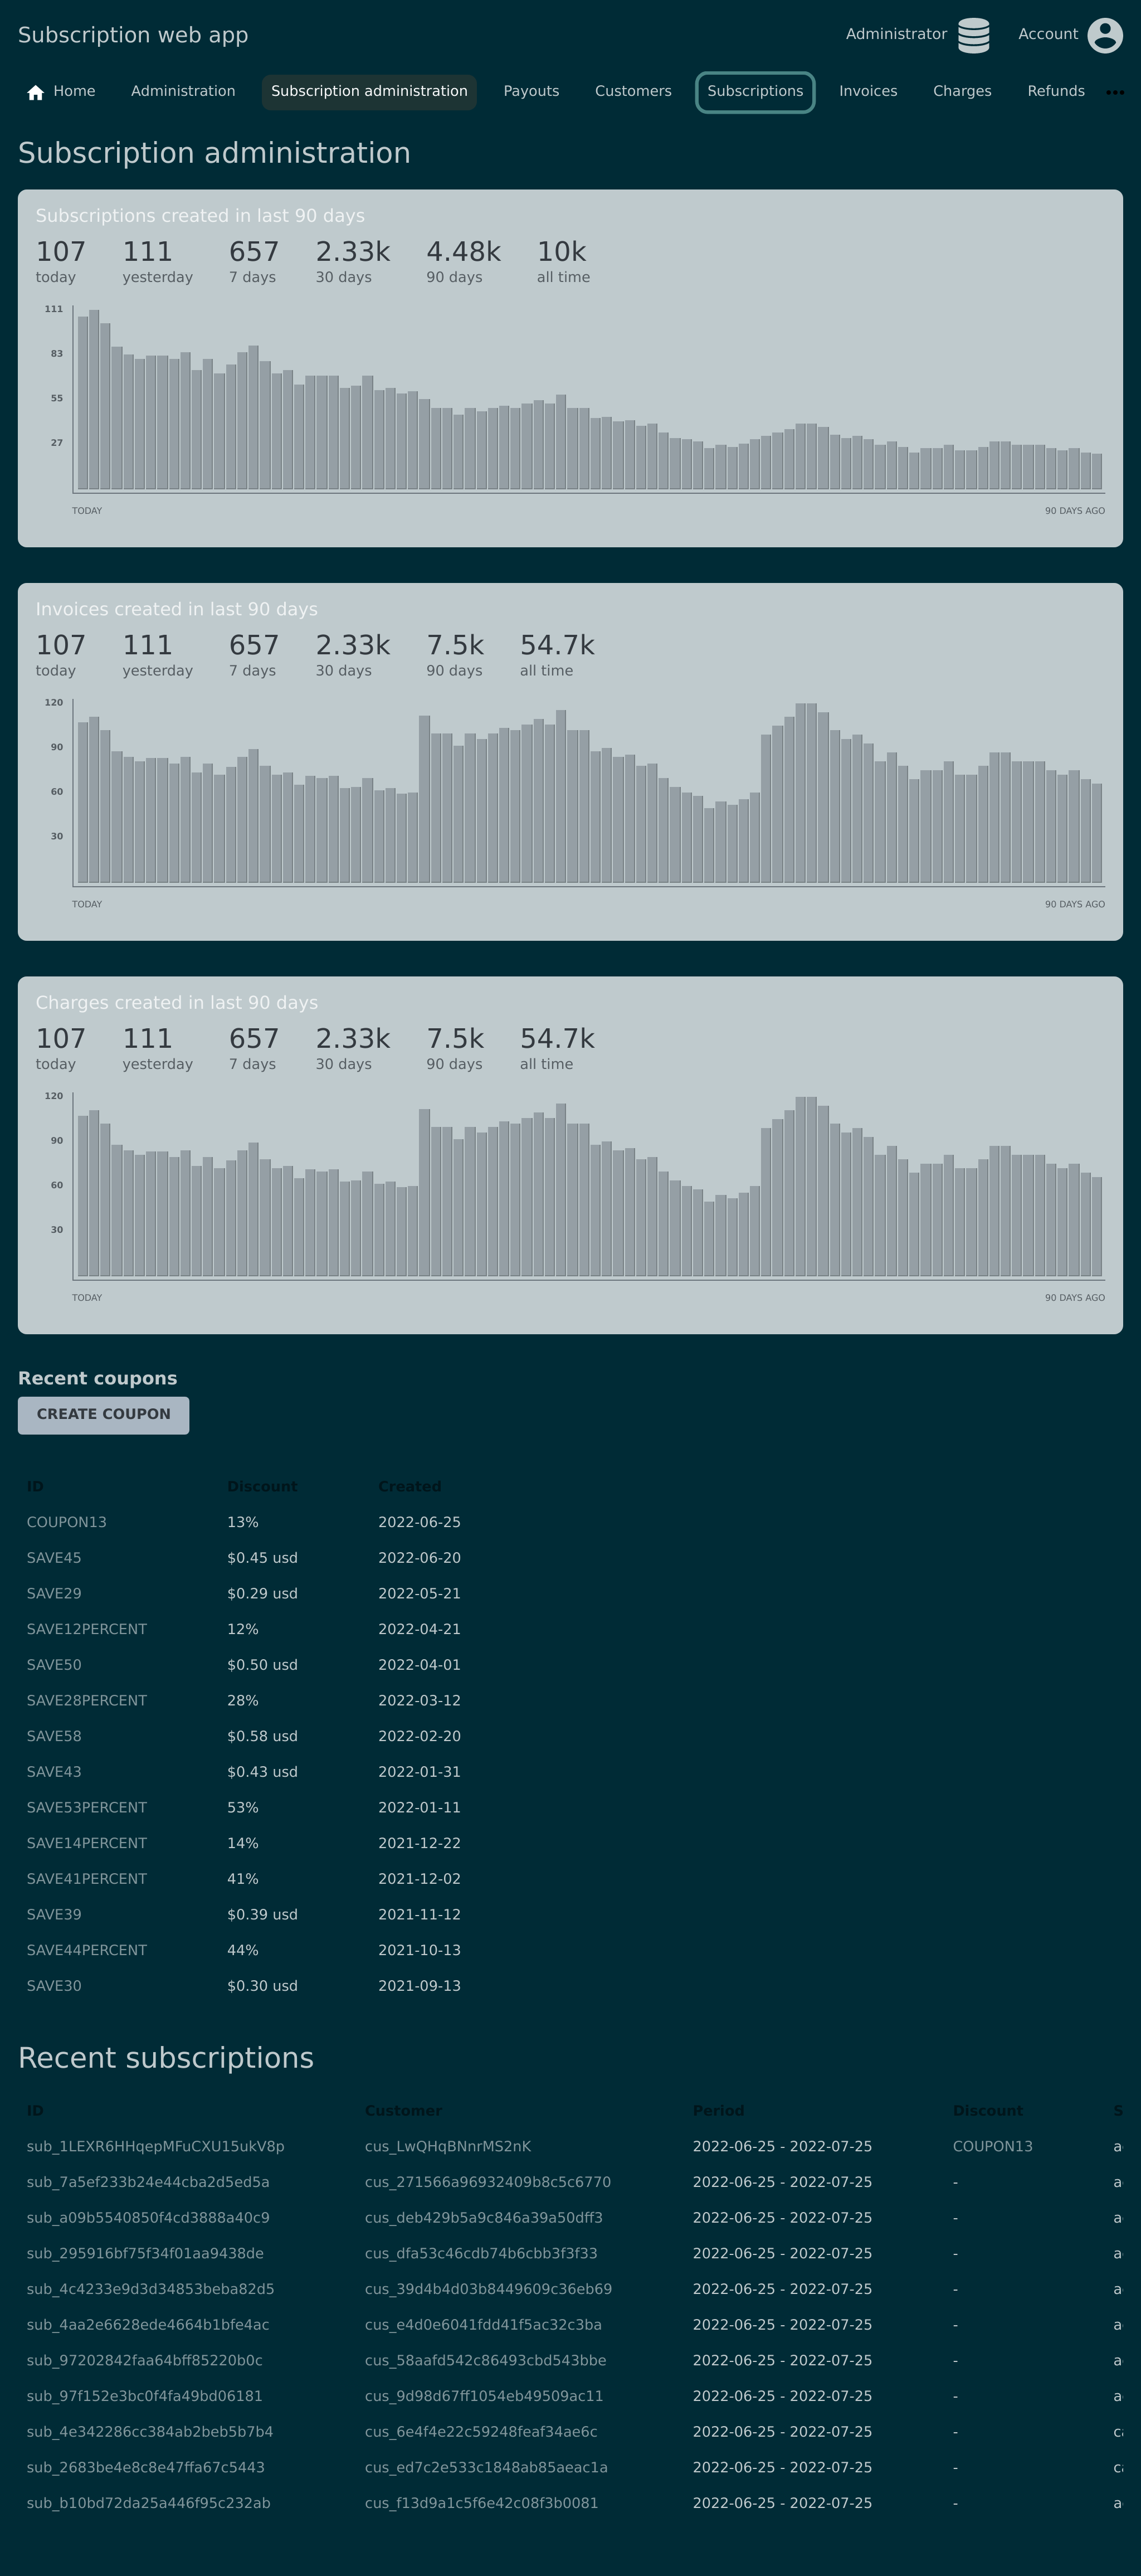 Subscription web app Administrator Account
Home Administration Subscription administration Payouts Customers Subscriptions Invoices Charges Refunds •••
Subscription administration
Subscriptions created in last 90 days
107 111 657 2.33k 4.48k 10k
today yesterday 7 days 30 days 90 days all time
111
83
55
27
TODAY 90 DAYS AGO
Invoices created in last 90 days
107 111 657 2.33k 7.5k 54.7k
today yesterday 7 days 30 days 90 days all time
120
90
60
30
TODAY 90 DAYS AGO
Charges created in last 90 days
107 111 657 2.33k 7.5k 54.7k
today yesterday 7 days 30 days 90 days all time
120
90
60
30
TODAY 90 DAYS AGO
Recent coupons
CREATE COUPON
ID Discount Created
COUPON13 13% 2022-06-25
SAVE45 $0.45 usd 2022-06-20
SAVE29 $0.29 usd 2022-05-21
SAVE12PERCENT 12% 2022-04-21
SAVE50 $0.50 usd 2022-04-01
SAVE28PERCENT 28% 2022-03-12
SAVE58 $0.58 usd 2022-02-20
SAVE43 $0.43 usd 2022-01-31
SAVE53PERCENT 53% 2022-01-11
SAVE14PERCENT 14% 2021-12-22
SAVE41PERCENT 41% 2021-12-02
SAVE39 $0.39 usd 2021-11-12
SAVE44PERCENT 44% 2021-10-13
SAVE30 $0.30 usd 2021-09-13
Recent subscriptions
ID Customer Period Discount
sub_1LEXR6HHqepMFuCXU15ukV8p cus_LwQHqBNnrMS2nK 2022-06-25 - 2022-07-25 COUPON13
sub_7a5ef233b24e44cba2d5ed5a cus_271566a96932409b8c5c6770 2022-06-25 - 2022-07-25 -
sub_a09b5540850f4cd3888a40c9 cus_deb429b5a9c846a39a50dff3 2022-06-25 - 2022-07-25 -
sub_295916bf75f34f01aa9438de cus_dfa53c46cdb74b6cbb3f3f33 2022-06-25 - 2022-07-25 -
sub_4c4233e9d3d34853beba82d5 cus_39d4b4d03b8449609c36eb69 2022-06-25 - 2022-07-25 -
sub_4aa2e6628ede4664b1bfe4ac cus_e4d0e6041fdd41f5ac32c3ba 2022-06-25 - 2022-07-25 -
sub_97202842faa64bff85220b0c cus_58aafd542c86493cbd543bbe 2022-06-25 - 2022-07-25 -
sub_97f152e3bc0f4fa49bd06181 cus_9d98d67ff1054eb49509ac11 2022-06-25 - 2022-07-25 -
sub_4e342286cc384ab2beb5b7b4 cus_6e4f4e22c59248feaf34ae6c 2022-06-25 - 2022-07-25 -
sub_2683be4e8c8e47ffa67c5443 cus_ed7c2e533c1848ab85aeac1a 2022-06-25 - 2022-07-25 -
sub_b10bd72da25a446f95c232ab cus_f13d9a1c5f6e42c08f3b0081 2022-06-25 - 2022-07-25 -